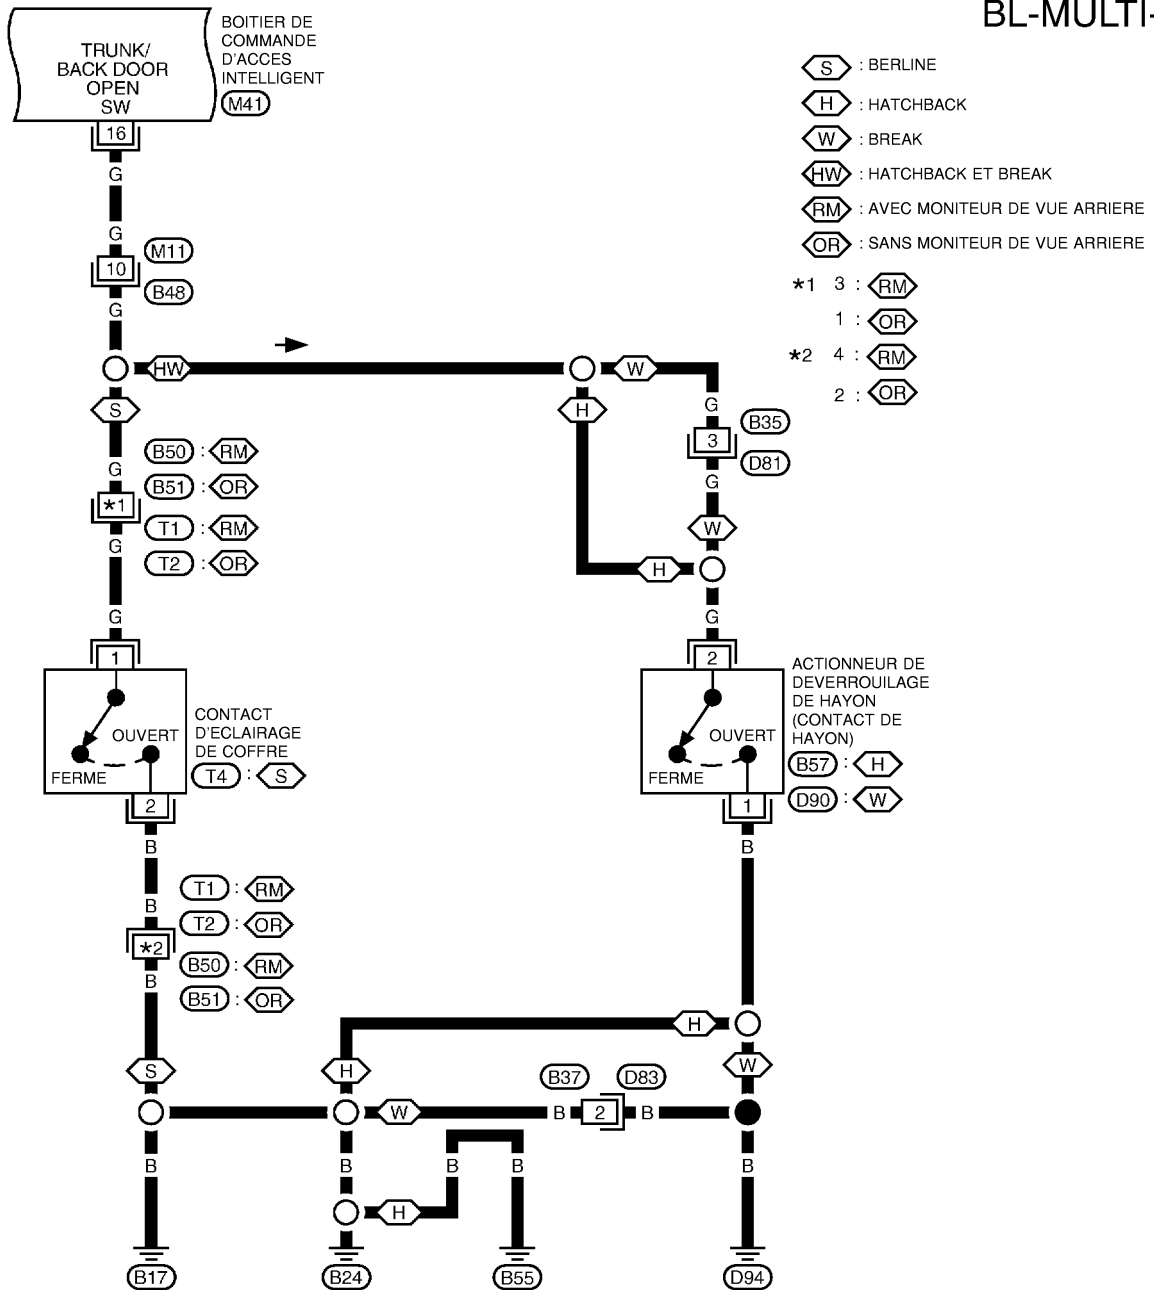 BL-MULTI-
TRUNK/
BACK DOOR
OPEN
SW
BOITIER DE
COMMANDE
D'ACCES
INTELLIGENT
M41
16
G
G
10
M11
B48
G
S : BERLINE
H : HATCHBACK
W : BREAK
HW : HATCHBACK ET BREAK
RM : AVEC MONITEUR DE VUE ARRIERE
OR : SANS MONITEUR DE VUE ARRIERE
*1 3 : RM
1 : OR
*2 4 : RM
2 : OR
HW
W
S
H
G
3
B35
D81
G
W
H
G
G
*1
G
B50 : RM
B51 : OR
T1 : RM
T2 : OR
G
1
OUVERT
FERME
CONTACT
D'ECLAIRAGE
DE COFFRE
T4 : S
2
2
OUVERT
FERME
ACTIONNEUR DE
DEVERROUILAGE
DE HAYON
(CONTACT DE
HAYON)
B57 : H
D90 : W
1
B
B
B
T1 : RM
T2 : OR
*2
B50 : RM
B51 : OR
B
H
S
H
W
B37
D83
W
B
2
B
B
B
B
B
B
H
B17
B24
B55
D94